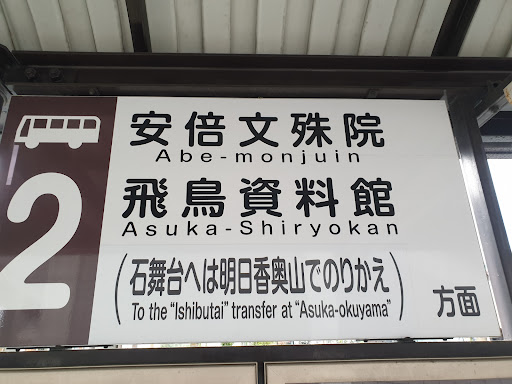 2
安倍文殊院
Abe-monjuin
飛鳥資料館
Asuka-Shiryokan
(石舞台へは明日香奥山でのりかえ)
To the "Ishibutai" transfer at "Asuka-okuyama"
方面